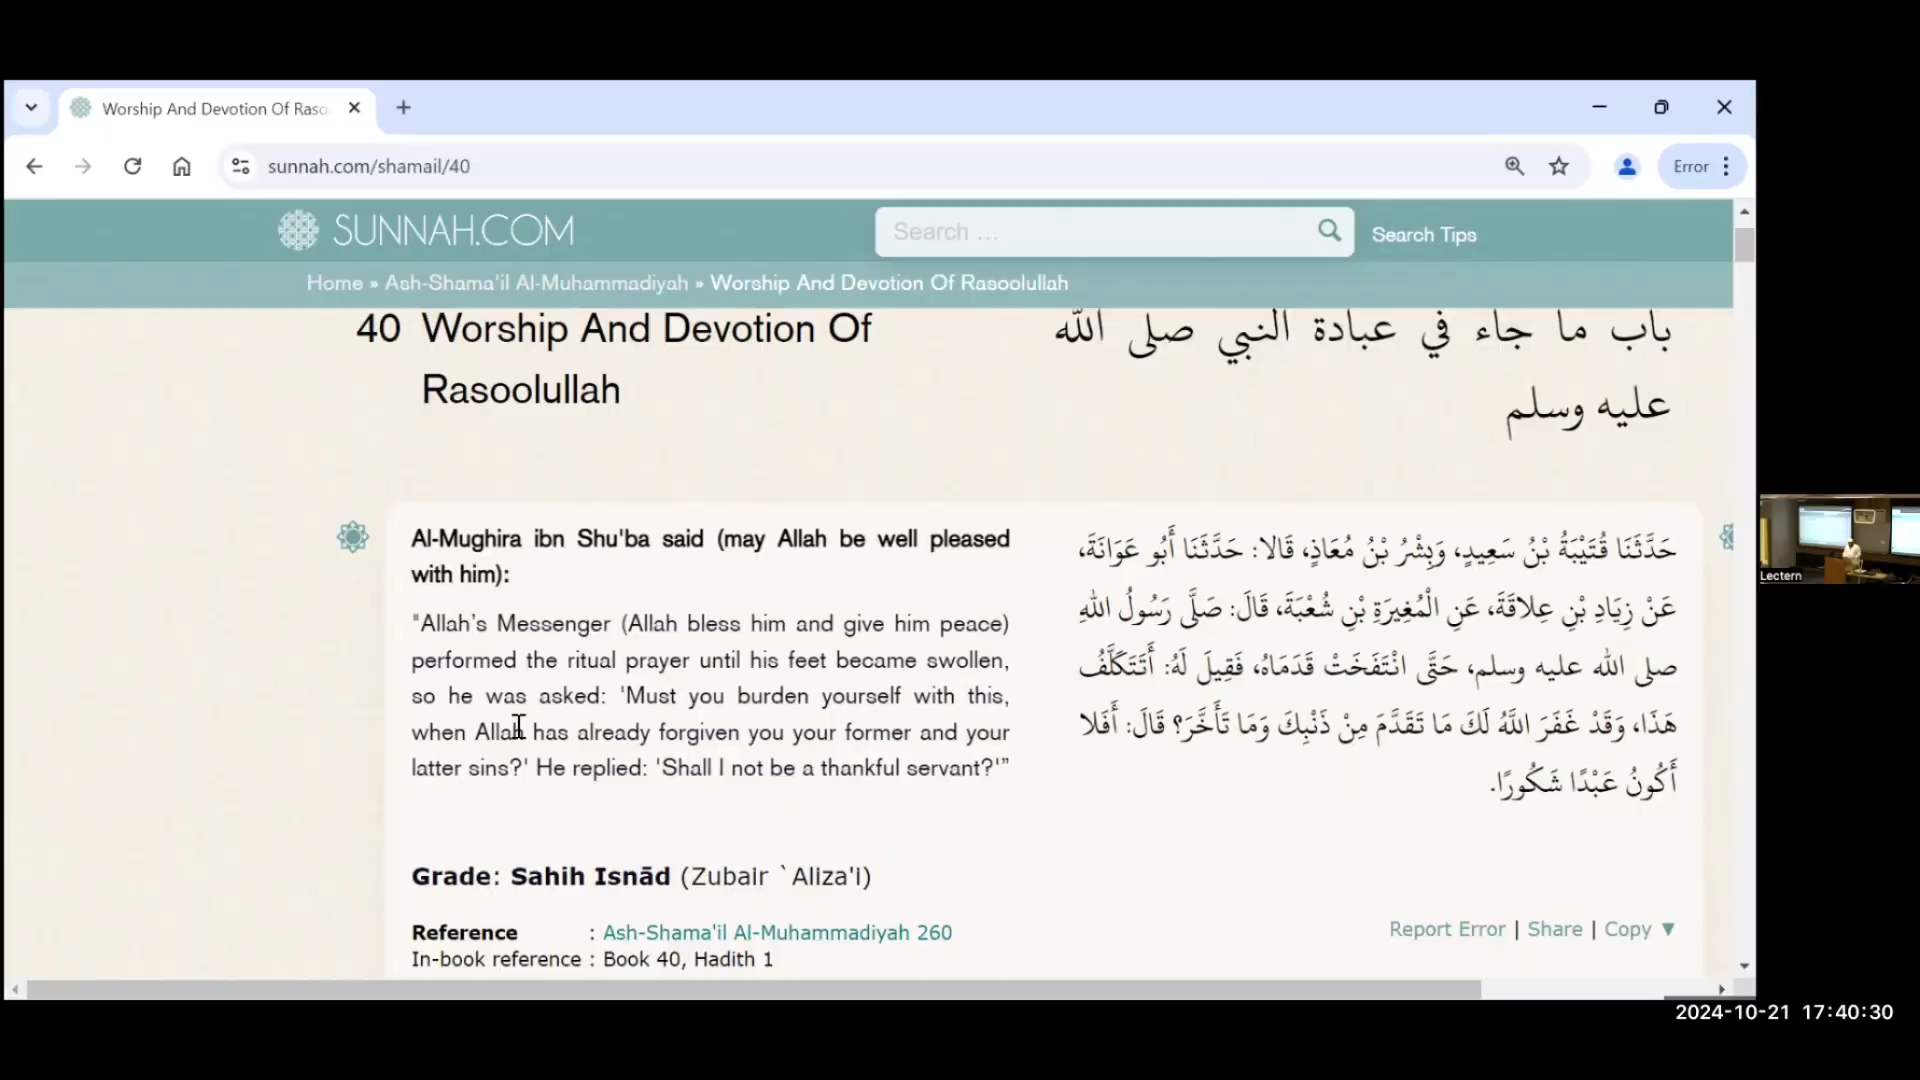 Worship And Devotion Of Raso
sunnah.com/shamail/40
Error
SUNNAH.COM
Search ...
Search Tips
Home » Ash-Shama'il Al-Muhammadiyah » Worship And Devotion Of Rasoolullah
40 Worship And Devotion Of
Rasoolullah
باب ما جاء في عبادة النبي صلى الله
عليه وسلم
Al-Mughira ibn Shu'ba said (may Allah be well pleased
with him):
"Allah's Messenger (Allah bless him and give him peace)
performed the ritual prayer until his feet became swollen,
so he was asked: 'Must you burden yourself with this,
when Allah has already forgiven you your former and your
latter sins?' He replied: 'Shall I not be a thankful servant?'"
حَدَّثَنَا قُتَيْبَةُ بْنُ سَعِيدٍ، وَبِشْرُ بْنُ مُعَاذٍ، قَالا: حَدَّثَنَا أَبُو عَوَانَةَ،
عَنْ زِيَادِ بْنِ عِلاقَةَ، عَنِ الْمُغِيرَةِ بْنِ شُعْبَةَ، قَالَ: صَلَّى رَسُولُ اللهِ
صلى الله عليه وسلم، حَتَّى انْتَفَخَتْ قَدَمَاهُ، فَقِيلَ لَهُ: أَتَتَكَلَّفُ
هَذَا، وَقَدْ غَفَرَ اللَّهُ لَكَ مَا تَقَدَّمَ مِنْ ذَنْبِكَ وَمَا تَأَخَّرَ؟ قَالَ: أَفَلا
أَكُونُ عَبْدًا شَكُورًا.
Grade: Sahih Isnād (Zubair `Aliza'i)
Reference : Ash-Shama'il Al-Muhammadiyah 260
In-book reference : Book 40, Hadith 1
Report Error | Share | Copy ▼
Lectern
2024-10-21 17:40:30